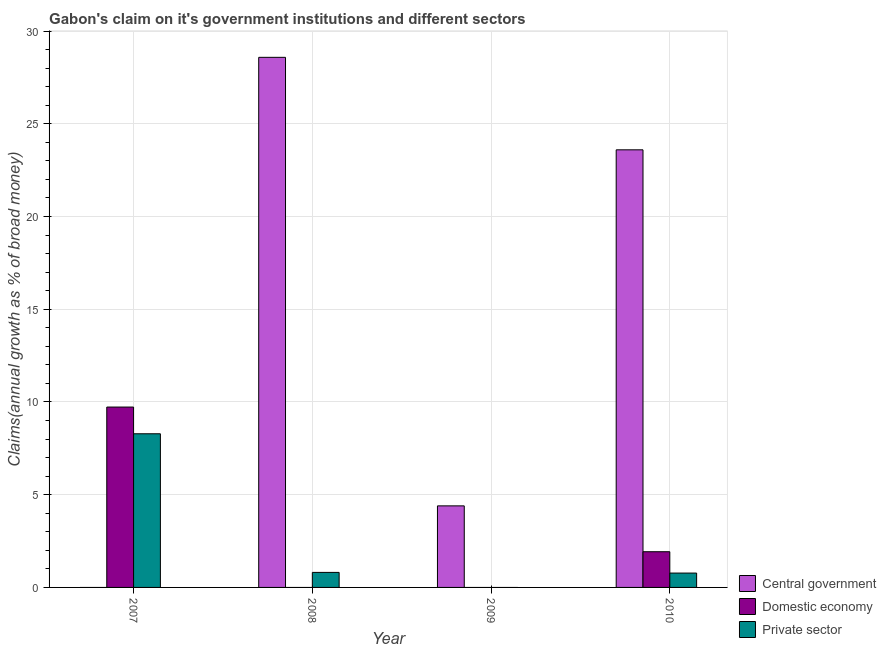 Gabon's claim on it's government institutions and different sectors
Claims(annual growth as % of broad money)
30
25
20
15
10
5
0
2007
2008
2009
2010
Year
Central government
Domestic economy
Private sector